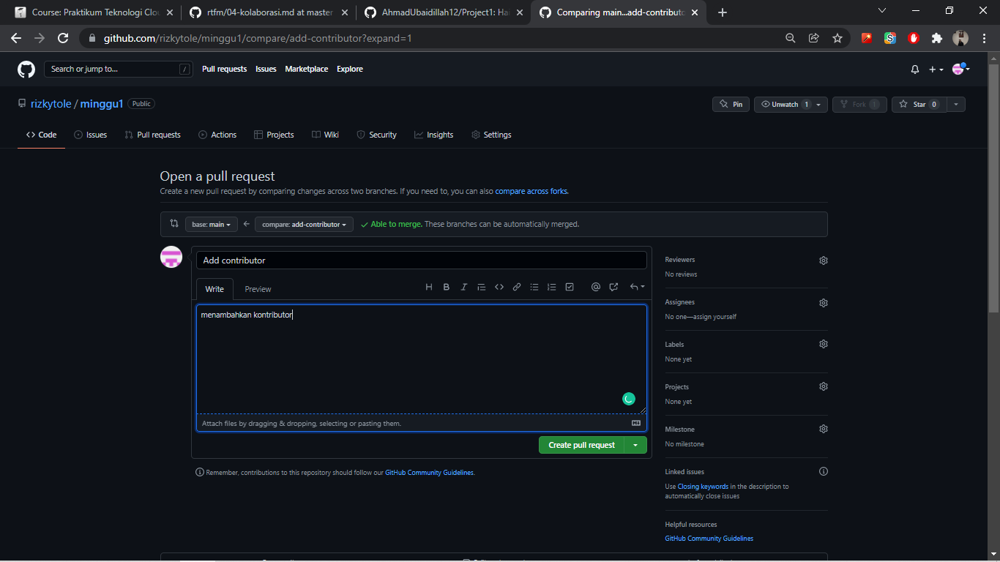 Course: Praktikum Teknologi Clou
rtfm/04-kolaborasi.md at master
AhmadUbaidillah12/Project1: Ha
Comparing main...add-contributo
github.com/rizkytole/minggu1/compare/add-contributor?expand=1
Search or jump to... /
Pull requests Issues Marketplace Explore
rizkytole / minggu1 Public
Pin Unwatch 1 Fork 1 Star 0
Code Issues Pull requests Actions Projects Wiki Security Insights Settings
Open a pull request
Create a new pull request by comparing changes across two branches. If you need to, you can also compare across forks.
base: main compare: add-contributor Able to merge. These branches can be automatically merged.
Add contributor
Write Preview
menambahkan kontributor
Attach files by dragging & dropping, selecting or pasting them.
Create pull request
Remember, contributions to this repository should follow our GitHub Community Guidelines.
Reviewers
No reviews
Assignees
No one—assign yourself
Labels
None yet
Projects
None yet
Milestone
No milestone
Linked issues
Use Closing keywords in the description to
automatically close issues
Helpful resources
GitHub Community Guidelines